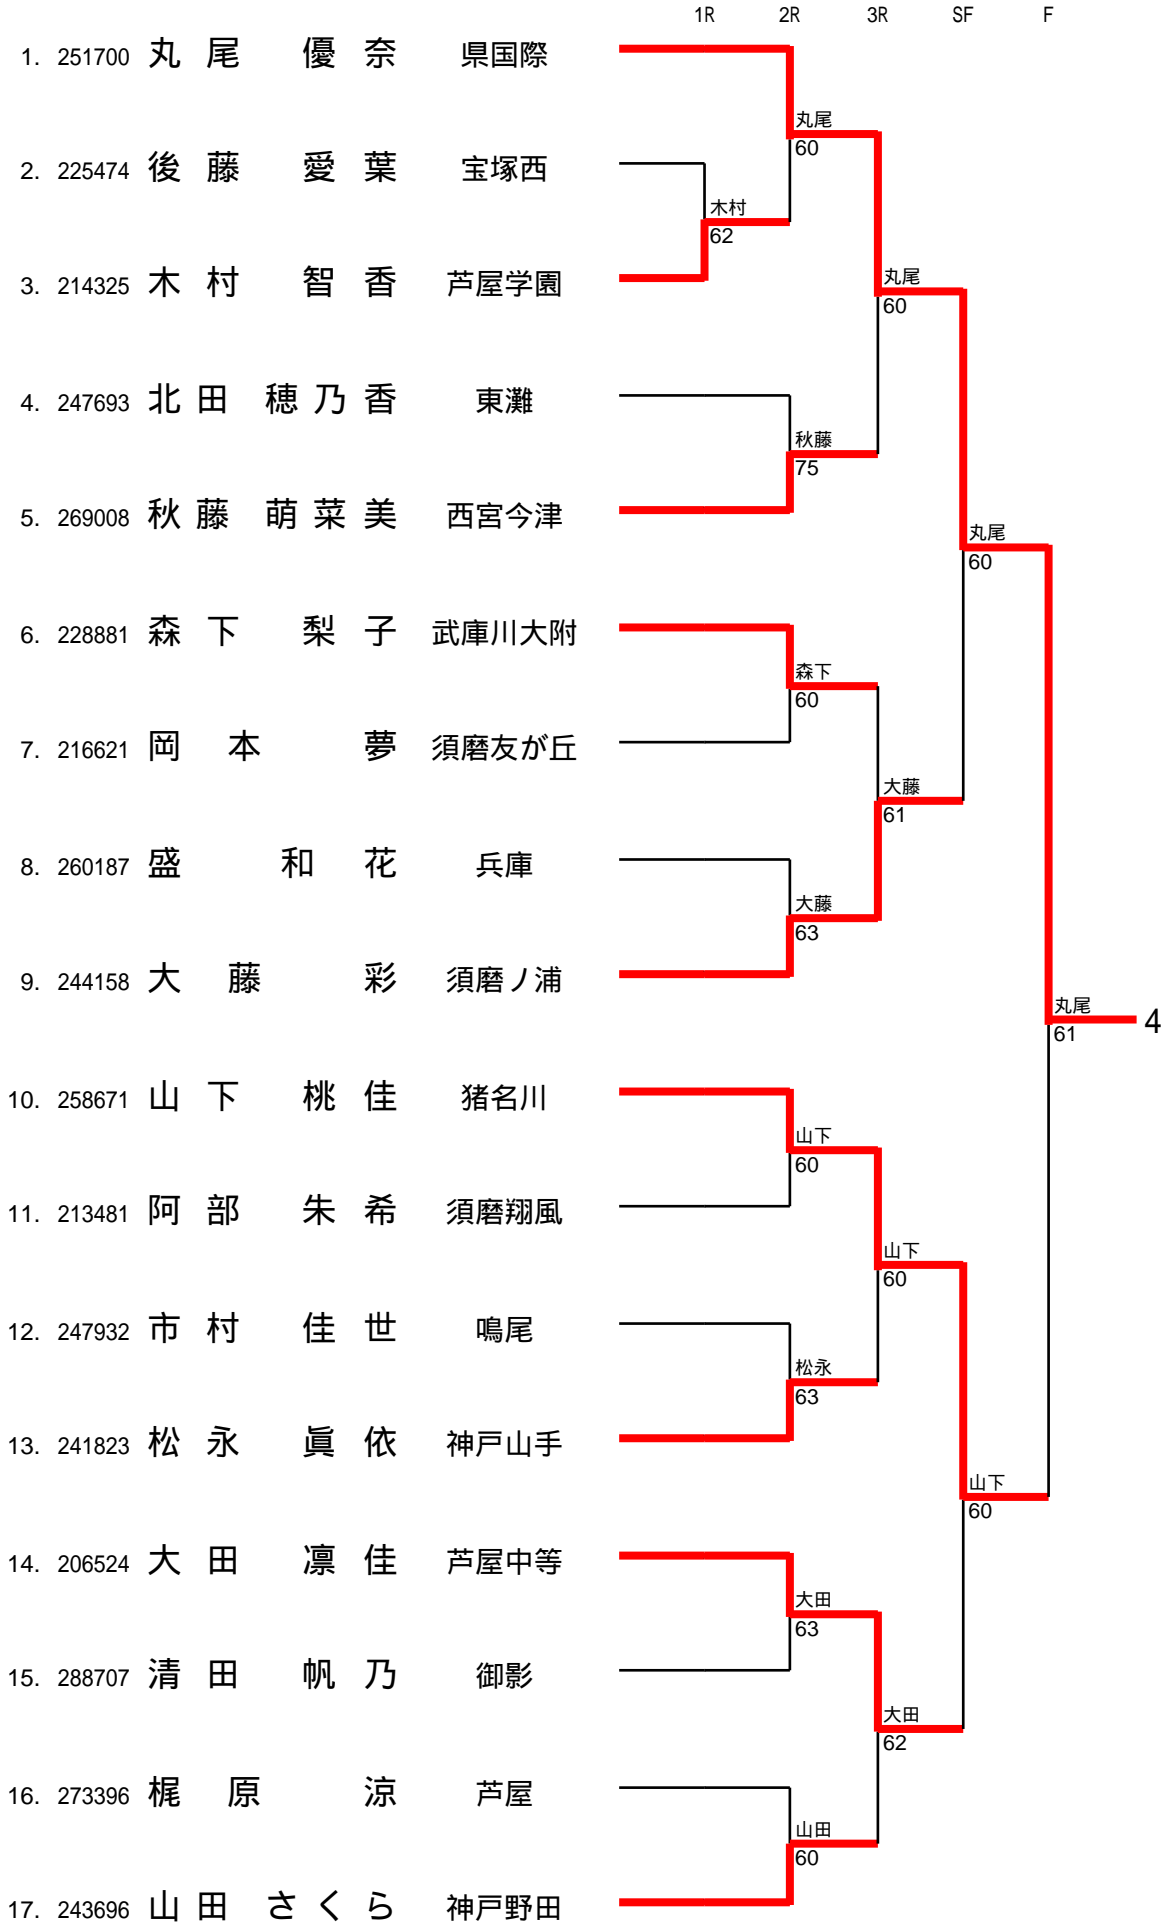 1R 2R 3R SF F
1. 251700 丸尾 優奈 県国際
丸尾
60
2. 225474 後藤 愛葉 宝塚西
木村
62
3. 214325 木村 智香 芦屋学園
丸尾
60
4. 247693 北田 穂乃香 東灘
秋藤
75
5. 269008 秋藤 萌菜美 西宮今津
丸尾
60
6. 228881 森下 梨子 武庫川大附
森下
60
7. 216621 岡本 夢 須磨友が丘
大藤
61
8. 260187 盛 和花 兵庫
大藤
63
9. 244158 大藤 彩 須磨ノ浦
丸尾
61
4
10. 258671 山下 桃佳 猪名川
山下
60
11. 213481 阿部 朱希 須磨翔風
山下
60
12. 247932 市村 佳世 鳴尾
松永
63
13. 241823 松永 眞依 神戸山手
山下
60
14. 206524 大田 凛佳 芦屋中等
大田
63
15. 288707 清田 帆乃 御影
大田
62
16. 273396 梶原 涼 芦屋
山田
60
17. 243696 山田 さくら 神戸野田